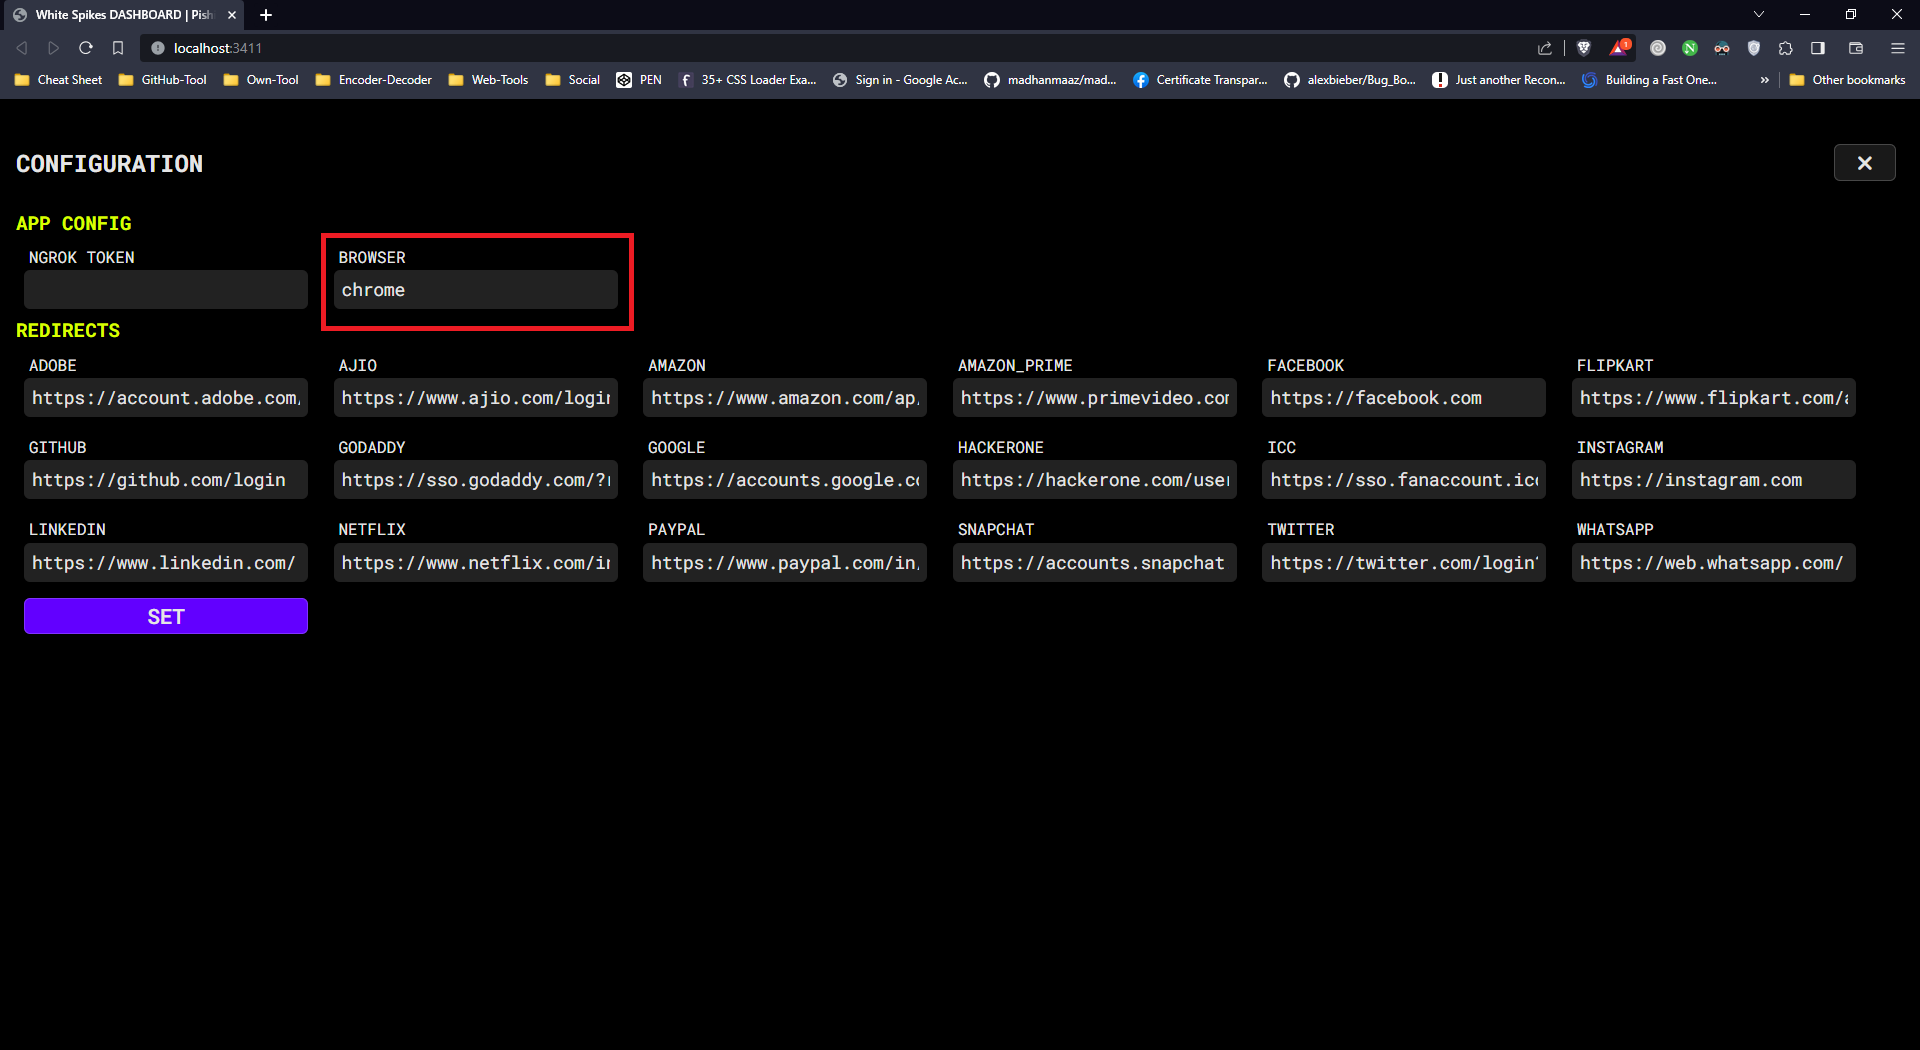 White Spikes DASHBOARD | Pish
localhost:3411
1
Cheat Sheet GitHub-Tool Own-Tool Encoder-Decoder Web-Tools Social PEN 35+ CSS Loader Exa... Sign in - Google Ac... madhanmaaz/mad... Certificate Transpar... alexbieber/Bug_Bo... Just another Recon... Building a Fast One... » Other bookmarks
CONFIGURATION
APP CONFIG
NGROK TOKEN BROWSER
chrome
REDIRECTS
ADOBE AJIO AMAZON AMAZON_PRIME FACEBOOK FLIPKART
https://account.adobe.com/ https://www.ajio.com/login https://www.amazon.com/ap/ https://www.primevideo.com https://facebook.com https://www.flipkart.com/a
GITHUB GODADDY GOOGLE HACKERONE ICC INSTAGRAM
https://github.com/login https://sso.godaddy.com/?r https://accounts.google.co https://hackerone.com/user https://sso.fanaccount.icc https://instagram.com
LINKEDIN NETFLIX PAYPAL SNAPCHAT TWITTER WHATSAPP
https://www.linkedin.com/ https://www.netflix.com/in https://www.paypal.com/in/ https://accounts.snapchat https://twitter.com/login? https://web.whatsapp.com/
SET